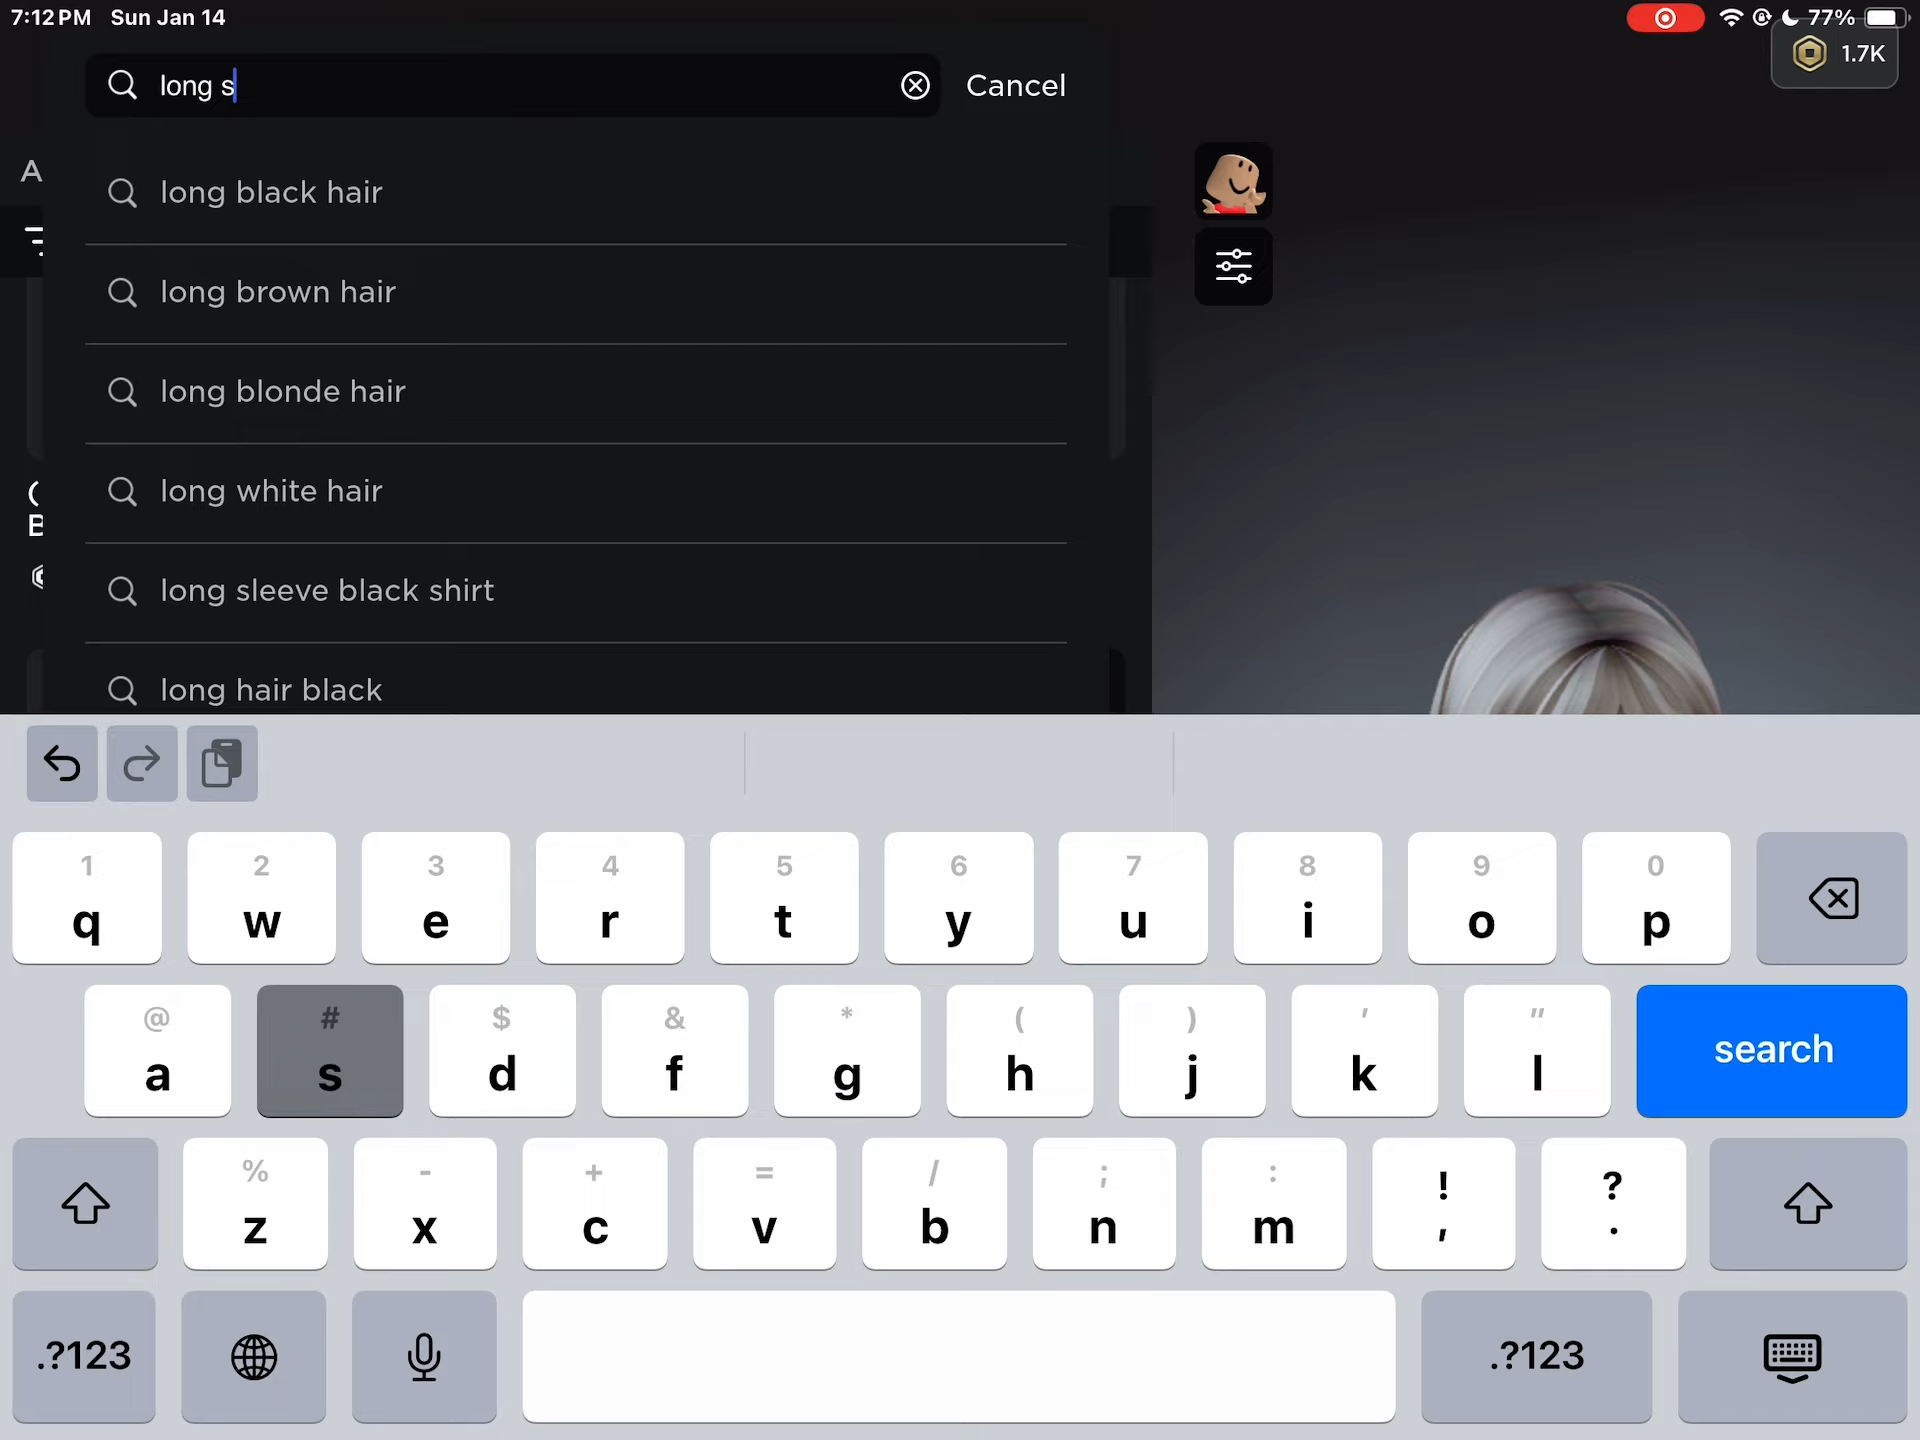 7:12 PM Sun Jan 14
77%
1.7K
long s
Cancel
A
long black hair
long brown hair
long blonde hair
long white hair
B
long sleeve black shirt
long hair black
1 2 3 4 5 6 7 8 9 0
q w e r t y u i o p
@ # $ & * ( ) ' "
a s d f g h j k l
search
% - + = / ; : ! ?
z x c v b n m , .
.?123
.?123